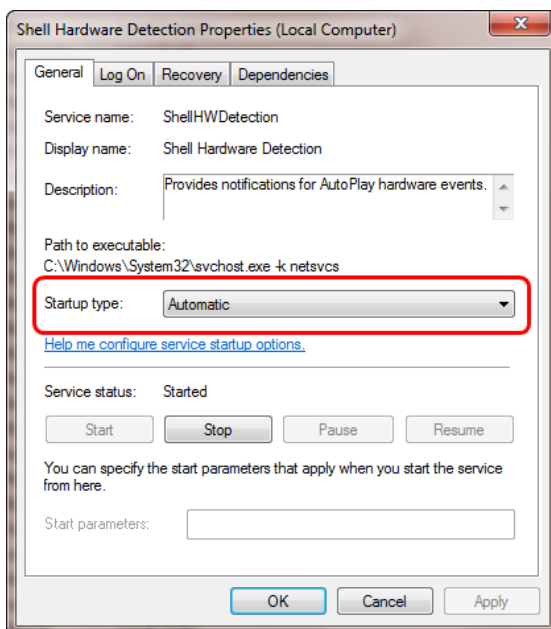 Shell Hardware Detection Properties (Local Computer)
General Log On Recovery Dependencies
Service name: ShellHWDetection
Display name: Shell Hardware Detection
Description: Provides notifications for AutoPlay hardware events.
Path to executable:
C:\Windows\System32\svchost.exe -k netsvcs
Startup type: Automatic
Help me configure service startup options.
Service status: Started
Start Stop Pause Resume
You can specify the start parameters that apply when you start the service
from here.
Start parameters:
OK Cancel Apply